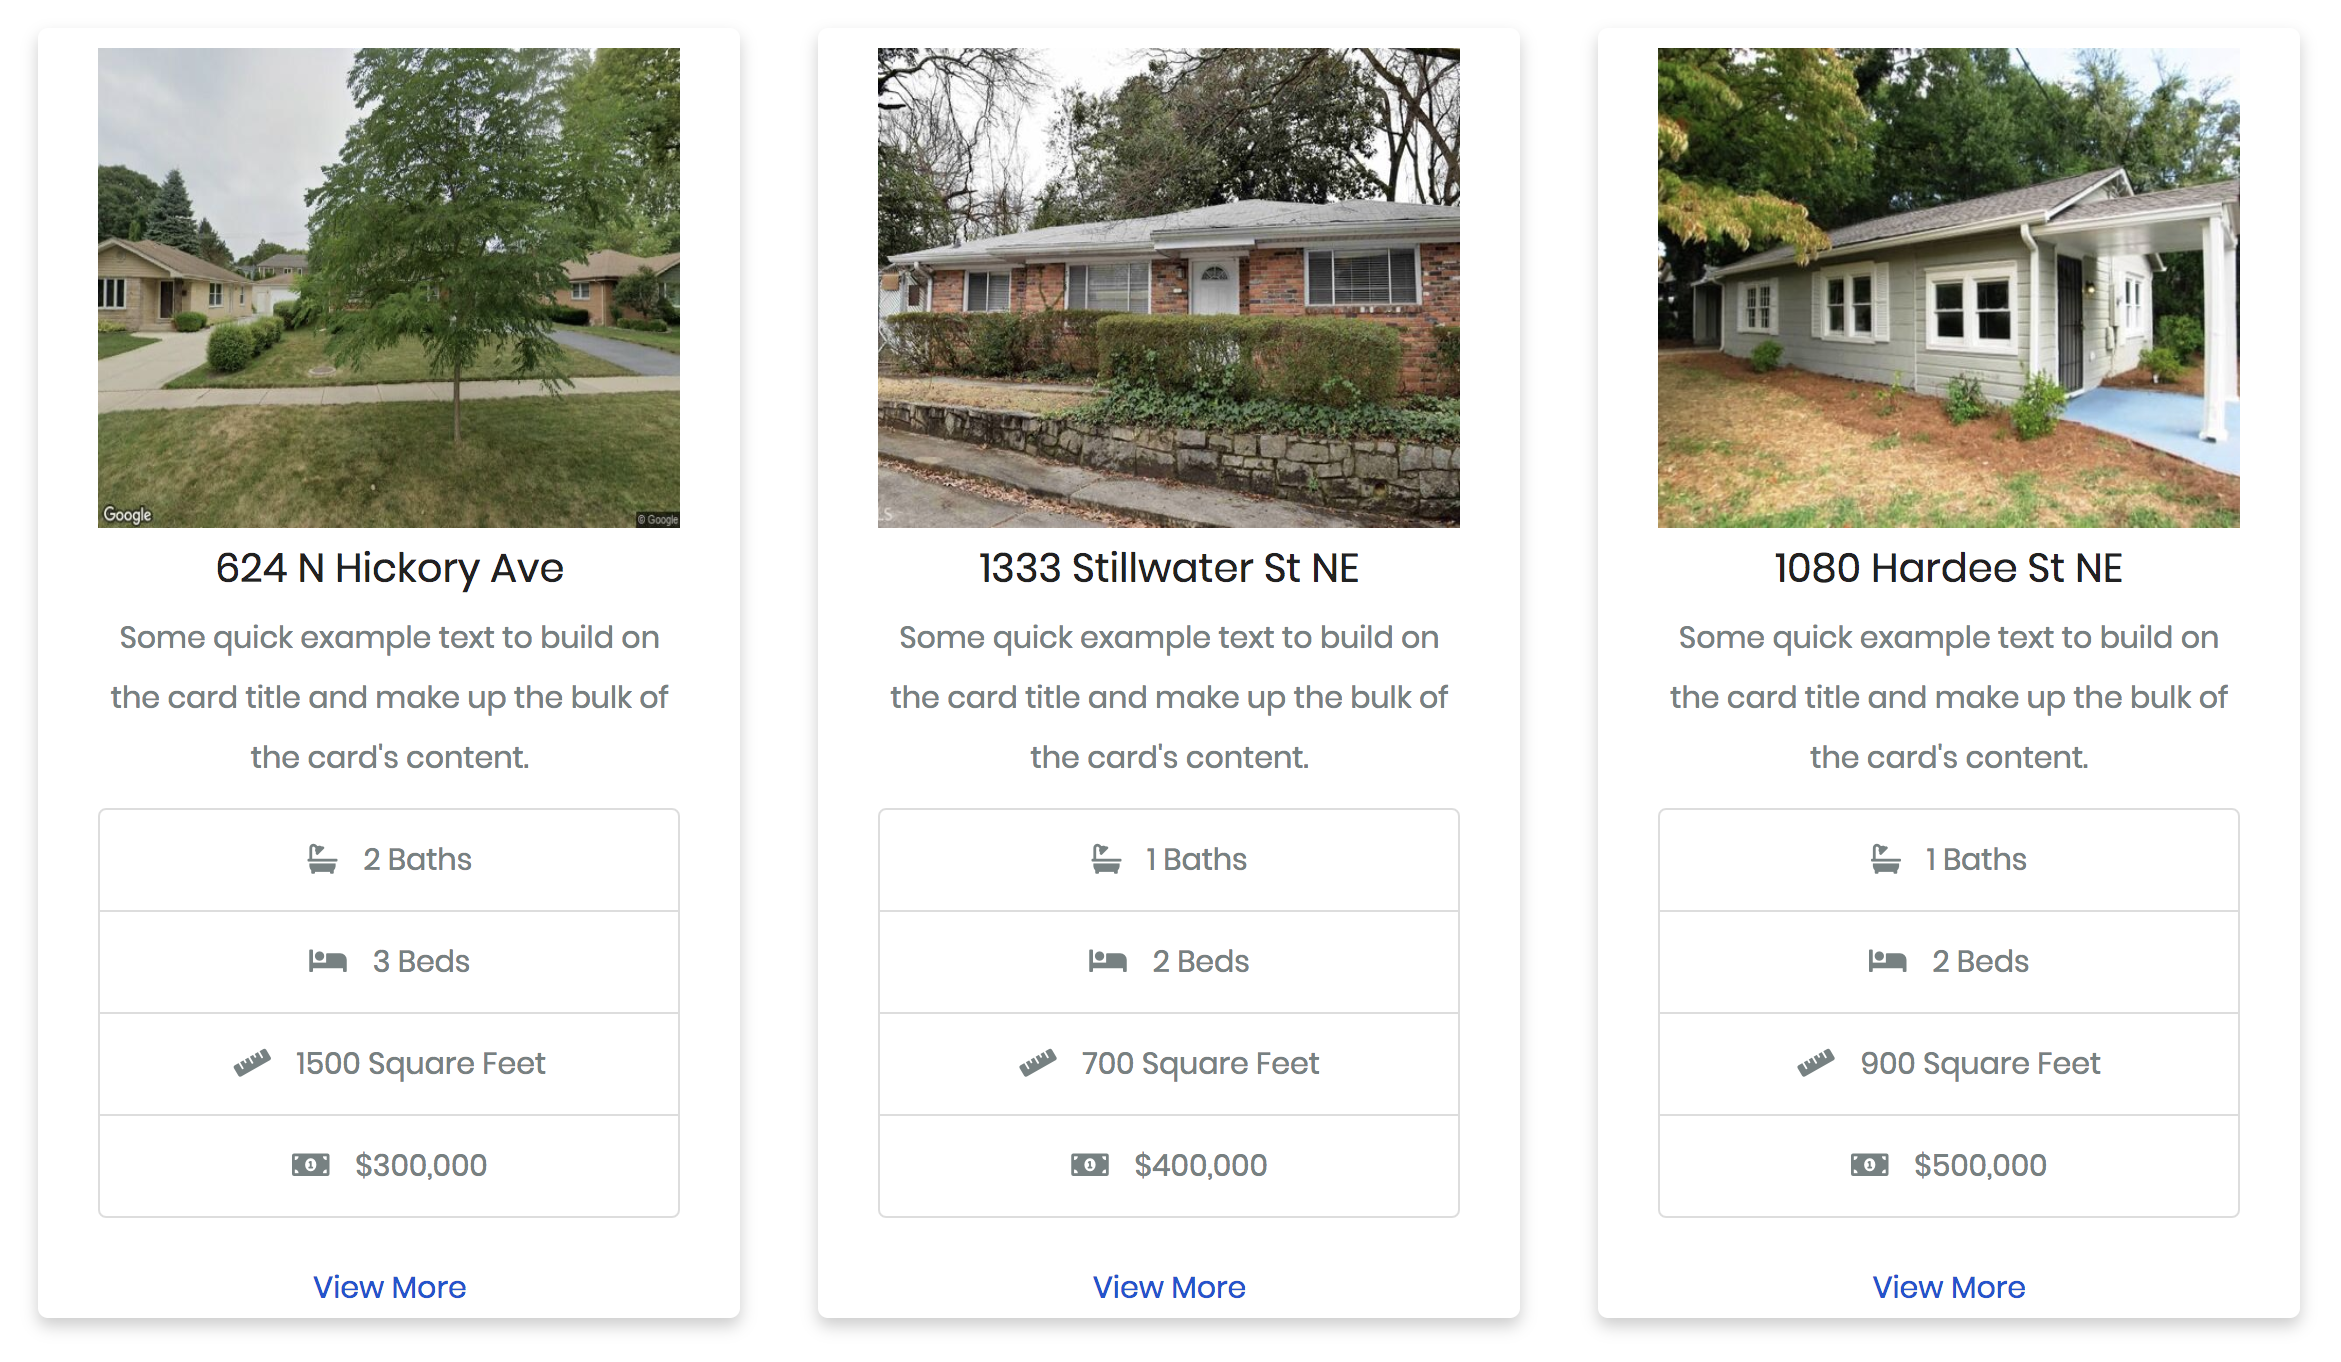 Google
© Google
624 N Hickory Ave
Some quick example text to build on
the card title and make up the bulk of
the card's content.
2 Baths
3 Beds
1500 Square Feet
$300,000
View More
LS
1333 Stillwater St NE
Some quick example text to build on
the card title and make up the bulk of
the card's content.
1 Baths
2 Beds
700 Square Feet
$400,000
View More
1080 Hardee St NE
Some quick example text to build on
the card title and make up the bulk of
the card's content.
1 Baths
2 Beds
900 Square Feet
$500,000
View More